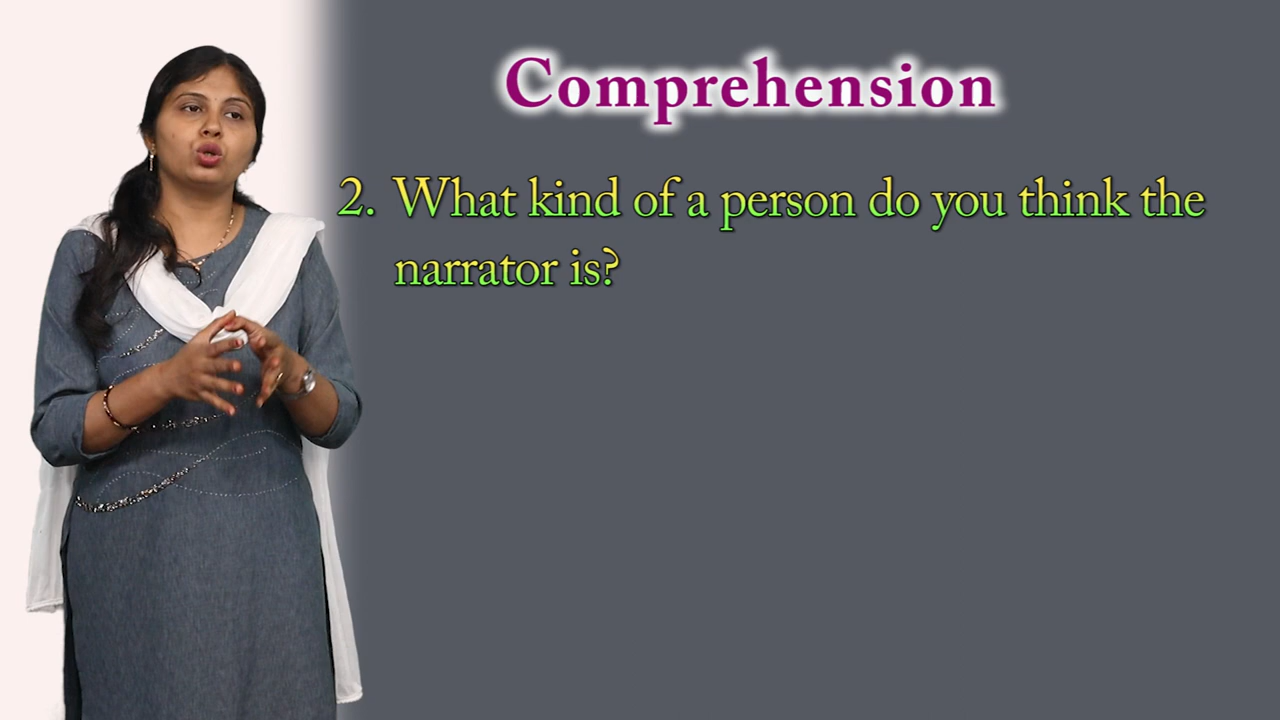 Comprehension
2. What kind of a person do you think the
narrator is?